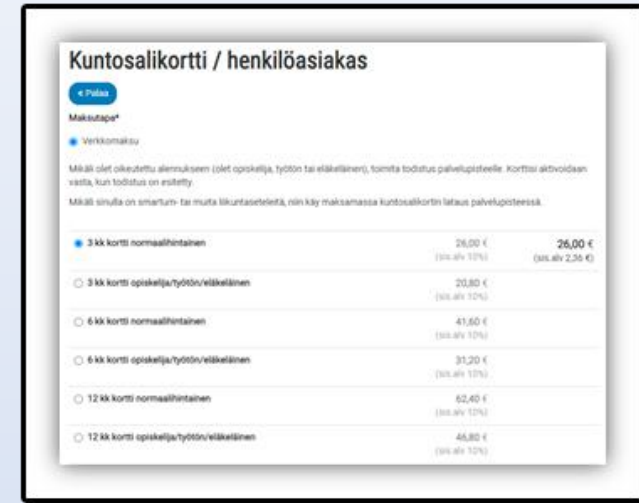 Kuntosalikortti / henkilöasiakas
« Palaa
Maksutapa*
Verkkomaksu
Mikäli olet oikeutettu alennukseen (olet opiskelija, työtön tai eläkeläinen), toimita todistus palvelupisteelle. Korttisi aktivoidaan
vasta, kun todistus on esitetty.
Mikäli sinulla on smartum- tai muita liikuntaseteleitä, niin käy maksamassa kuntosalikortin lataus palvelupisteessä.
3 kk kortti normaalihintainen 26,00 € 26,00 €
(sis.alv 10%) (sis.alv 2,36 €)
3 kk kortti opiskelija/työtön/eläkeläinen 20,80 €
(sis.alv 10%)
6 kk kortti normaalihintainen 41,60 €
(sis.alv 10%)
6 kk kortti opiskelija/työtön/eläkeläinen 31,20 €
(sis.alv 10%)
12 kk kortti normaalihintainen 62,40 €
(sis.alv 10%)
12 kk kortti opiskelija/työtön/eläkeläinen 46,80 €
(sis.alv 10%)